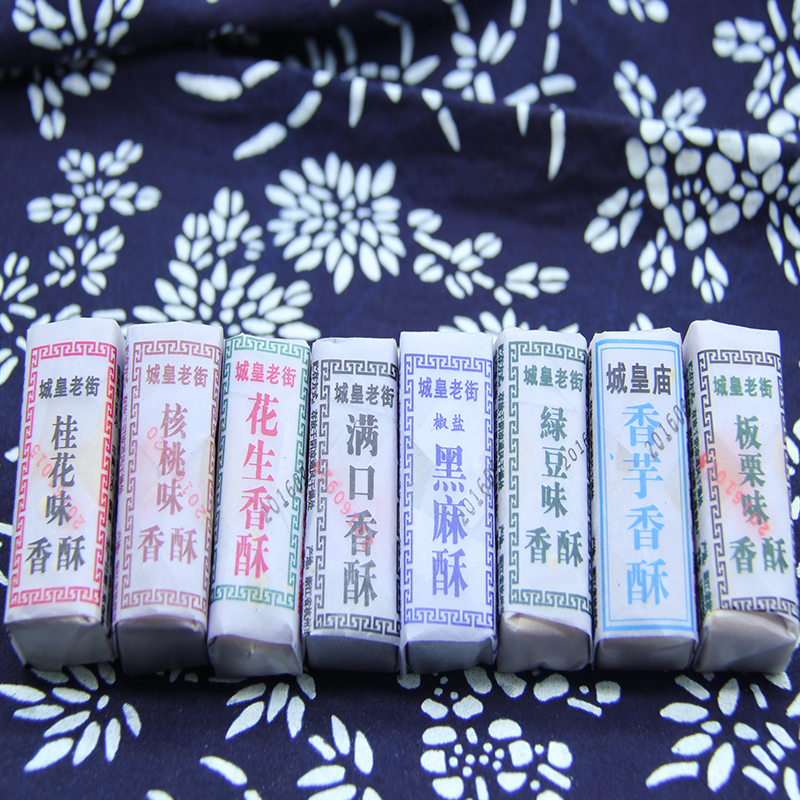 城皇老街
桂花味
香酥
城皇老街
核桃味
香酥
城皇老街
花生香酥
城皇老街
满口香酥
城皇老街
椒盐
黑麻酥
城皇老街
緑豆味
香酥
城皇庙
香芋香酥
城皇老街
板栗味
香酥